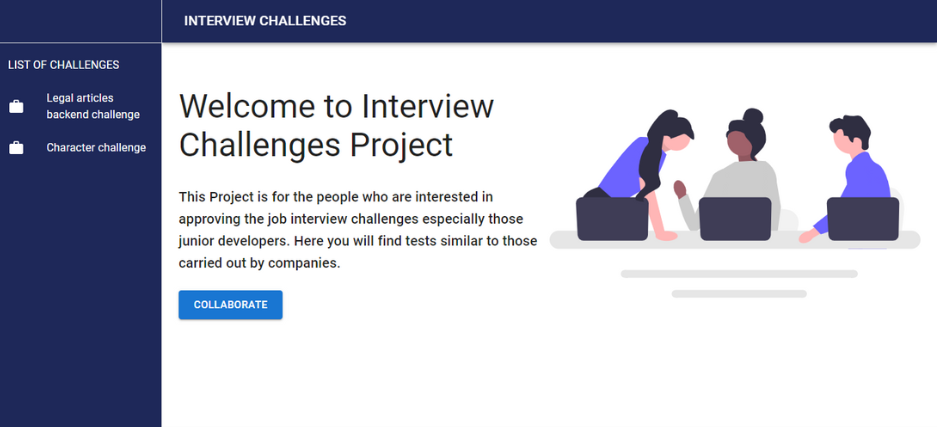 INTERVIEW CHALLENGES
LIST OF CHALLENGES
Legal articles
backend challenge
Character challenge
Welcome to Interview
Challenges Project
This Project is for the people who are interested in
approving the job interview challenges especially those
junior developers. Here you will find tests similar to those
carried out by companies.
COLLABORATE